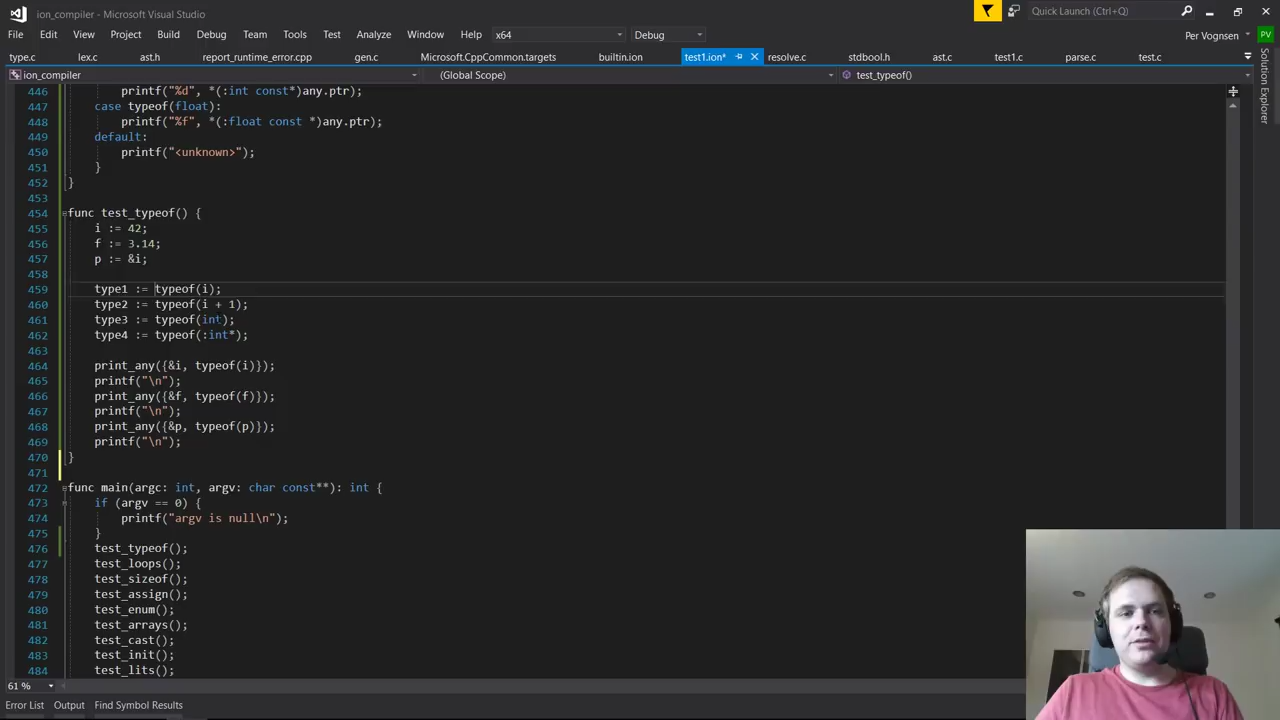 ion_compiler - Microsoft Visual Studio
Quick Launch (Ctrl+Q)
File Edit View Project Build Debug Team Tools Test Analyze Window Help x64 Debug
Per Vognsen PV
type.c lex.c ast.h report_runtime_error.cpp gen.c Microsoft.CppCommon.targets builtin.ion test1.ion* resolve.c stdbool.h ast.c test1.c parse.c test.c
ion_compiler (Global Scope) test_typeof()
Solution Explorer
446 printf("%d", *(:int const*)any.ptr);
447 case typeof(float):
448 printf("%f", *(:float const *)any.ptr);
449 default:
450 printf("<unknown>");
451 }
452 }
453
454 func test_typeof() {
455 i := 42;
456 f := 3.14;
457 p := &i;
458
459 type1 := typeof(i);
460 type2 := typeof(i + 1);
461 type3 := typeof(int);
462 type4 := typeof(:int*);
463
464 print_any({&i, typeof(i)});
465 printf("\n");
466 print_any({&f, typeof(f)});
467 printf("\n");
468 print_any({&p, typeof(p)});
469 printf("\n");
470 }
471
472 func main(argc: int, argv: char const**): int {
473 if (argv == 0) {
474 printf("argv is null\n");
475 }
476 test_typeof();
477 test_loops();
478 test_sizeof();
479 test_assign();
480 test_enum();
481 test_arrays();
482 test_cast();
483 test_init();
484 test_lits();
61 %
Error List Output Find Symbol Results